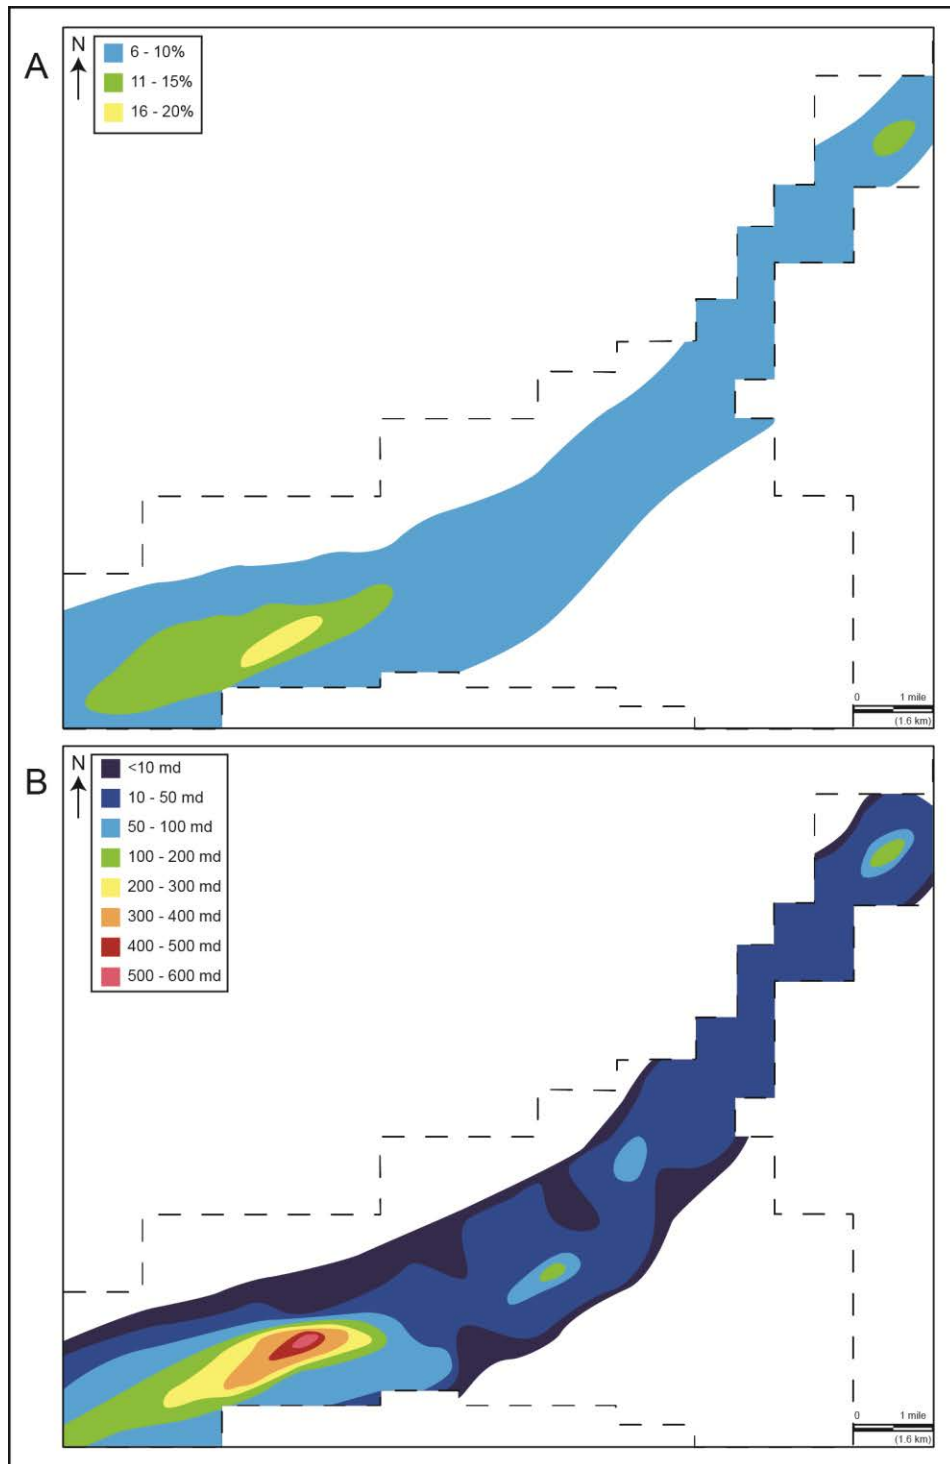 A
N
6 - 10%
11 - 15%
16 - 20%
0 1 mile
(1.6 km)
B
N
<10 md
10 - 50 md
50 - 100 md
100 - 200 md
200 - 300 md
300 - 400 md
400 - 500 md
500 - 600 md
0 1 mile
(1.6 km)